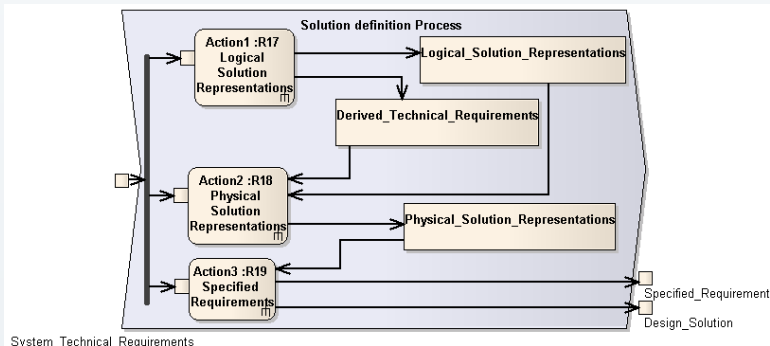 Solution definition Process
Action1 :R17
Logical
Solution
Representations
Logical_Solution_Representations
Derived_Technical_Requirements
Action2 :R18
Physical
Solution
Representations
Physical_Solution_Representations
Action3 :R19
Specified
Requirements
Specified_Requirement
Design_Solution
System_Technical_Requirements